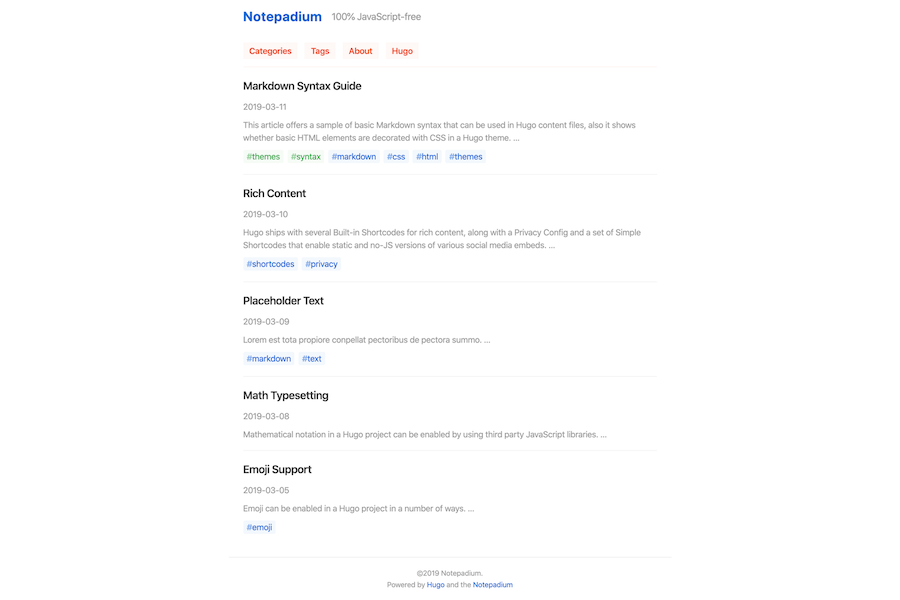 Notepadium 100% JavaScript-free
Categories Tags About Hugo
Markdown Syntax Guide
2019-03-11
This article offers a sample of basic Markdown syntax that can be used in Hugo content files, also it shows
whether basic HTML elements are decorated with CSS in a Hugo theme. ...
#themes #syntax #markdown #css #html #themes
Rich Content
2019-03-10
Hugo ships with several Built-in Shortcodes for rich content, along with a Privacy Config and a set of Simple
Shortcodes that enable static and no-JS versions of various social media embeds. ...
#shortcodes #privacy
Placeholder Text
2019-03-09
Lorem est tota propiore conpellat pectoribus de pectora summo. ...
#markdown #text
Math Typesetting
2019-03-08
Mathematical notation in a Hugo project can be enabled by using third party JavaScript libraries. ...
Emoji Support
2019-03-05
Emoji can be enabled in a Hugo project in a number of ways. ...
#emoji
©2019 Notepadium.
Powered by Hugo and the Notepadium